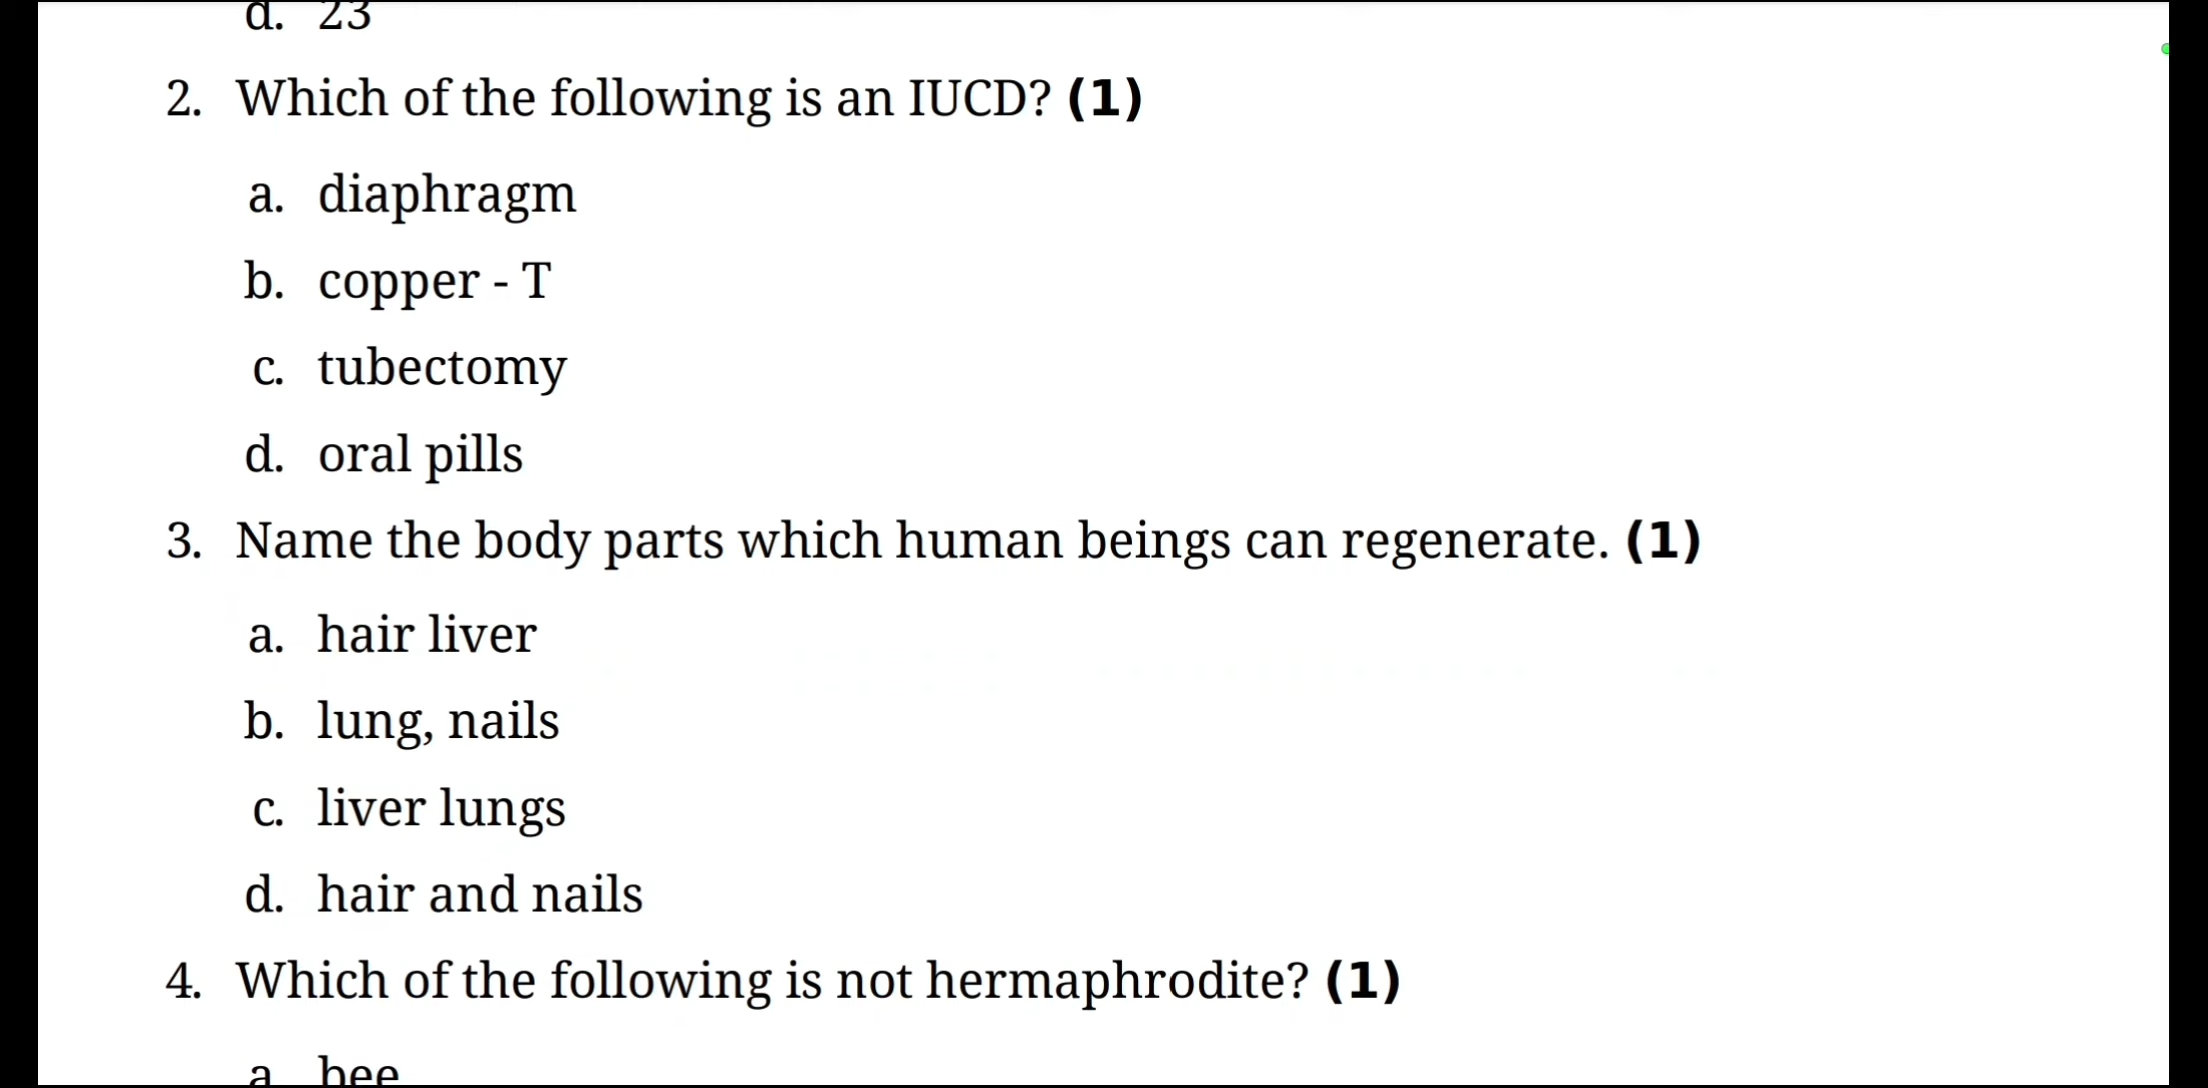 d. 23
2. Which of the following is an IUCD? (1)
a. diaphragm
b. copper - T
c. tubectomy
d. oral pills
3. Name the body parts which human beings can regenerate. (1)
a. hair liver
b. lung, nails
c. liver lungs
d. hair and nails
4. Which of the following is not hermaphrodite? (1)
a bee